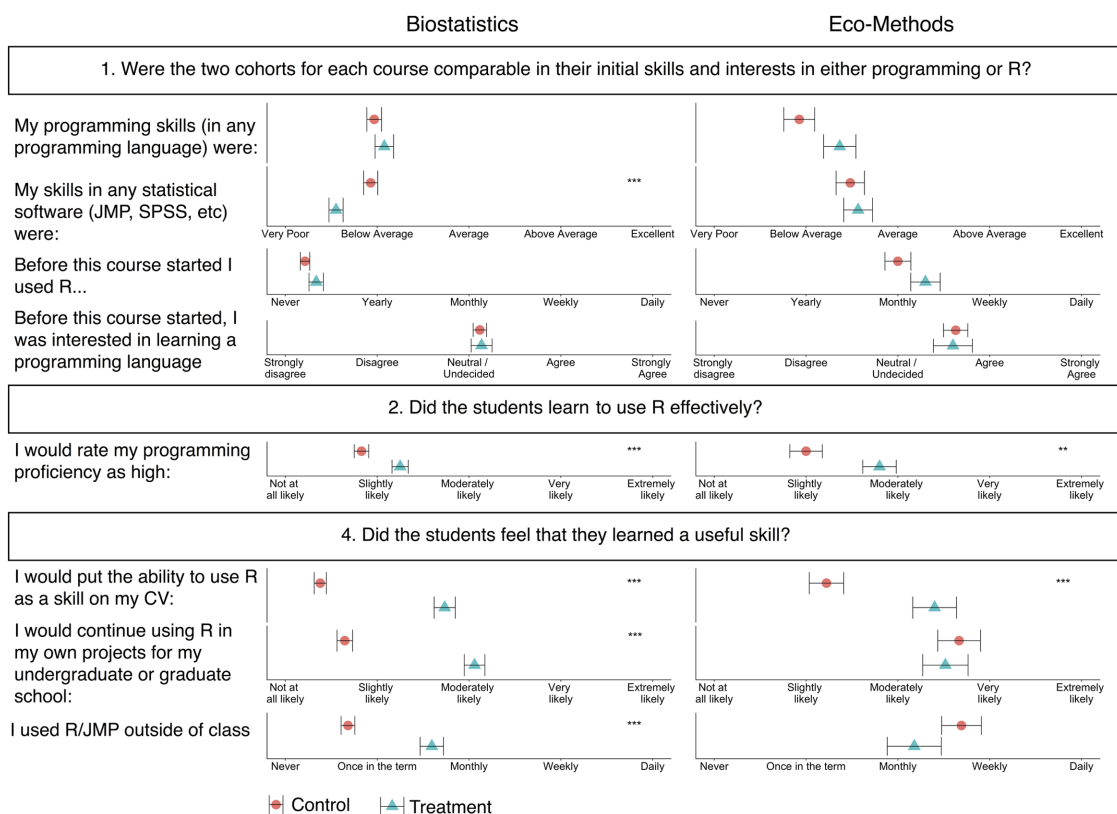 Biostatistics
Eco-Methods
1. Were the two cohorts for each course comparable in their initial skills and interests in either programming or R?
My programming skills (in any
programming language) were:
My skills in any statistical
software (JMP, SPSS, etc)
were:
***
Very Poor Below Average Average Above Average Excellent
Very Poor Below Average Average Above Average Excellent
Before this course started I
used R...
Never Yearly Monthly Weekly Daily
Never Yearly Monthly Weekly Daily
Before this course started, I
was interested in learning a
programming language
Strongly disagree Disagree Neutral / Undecided Agree Strongly Agree
Strongly disagree Disagree Neutral / Undecided Agree Strongly Agree
2. Did the students learn to use R effectively?
I would rate my programming
proficiency as high:
***
**
Not at all likely Slightly likely Moderately likely Very likely Extremely likely
Not at all likely Slightly likely Moderately likely Very likely Extremely likely
4. Did the students feel that they learned a useful skill?
I would put the ability to use R
as a skill on my CV:
***
***
I would continue using R in
my own projects for my
undergraduate or graduate
school:
***
Not at all likely Slightly likely Moderately likely Very likely Extremely likely
Not at all likely Slightly likely Moderately likely Very likely Extremely likely
I used R/JMP outside of class
***
Never Once in the term Monthly Weekly Daily
Never Once in the term Monthly Weekly Daily
Control Treatment